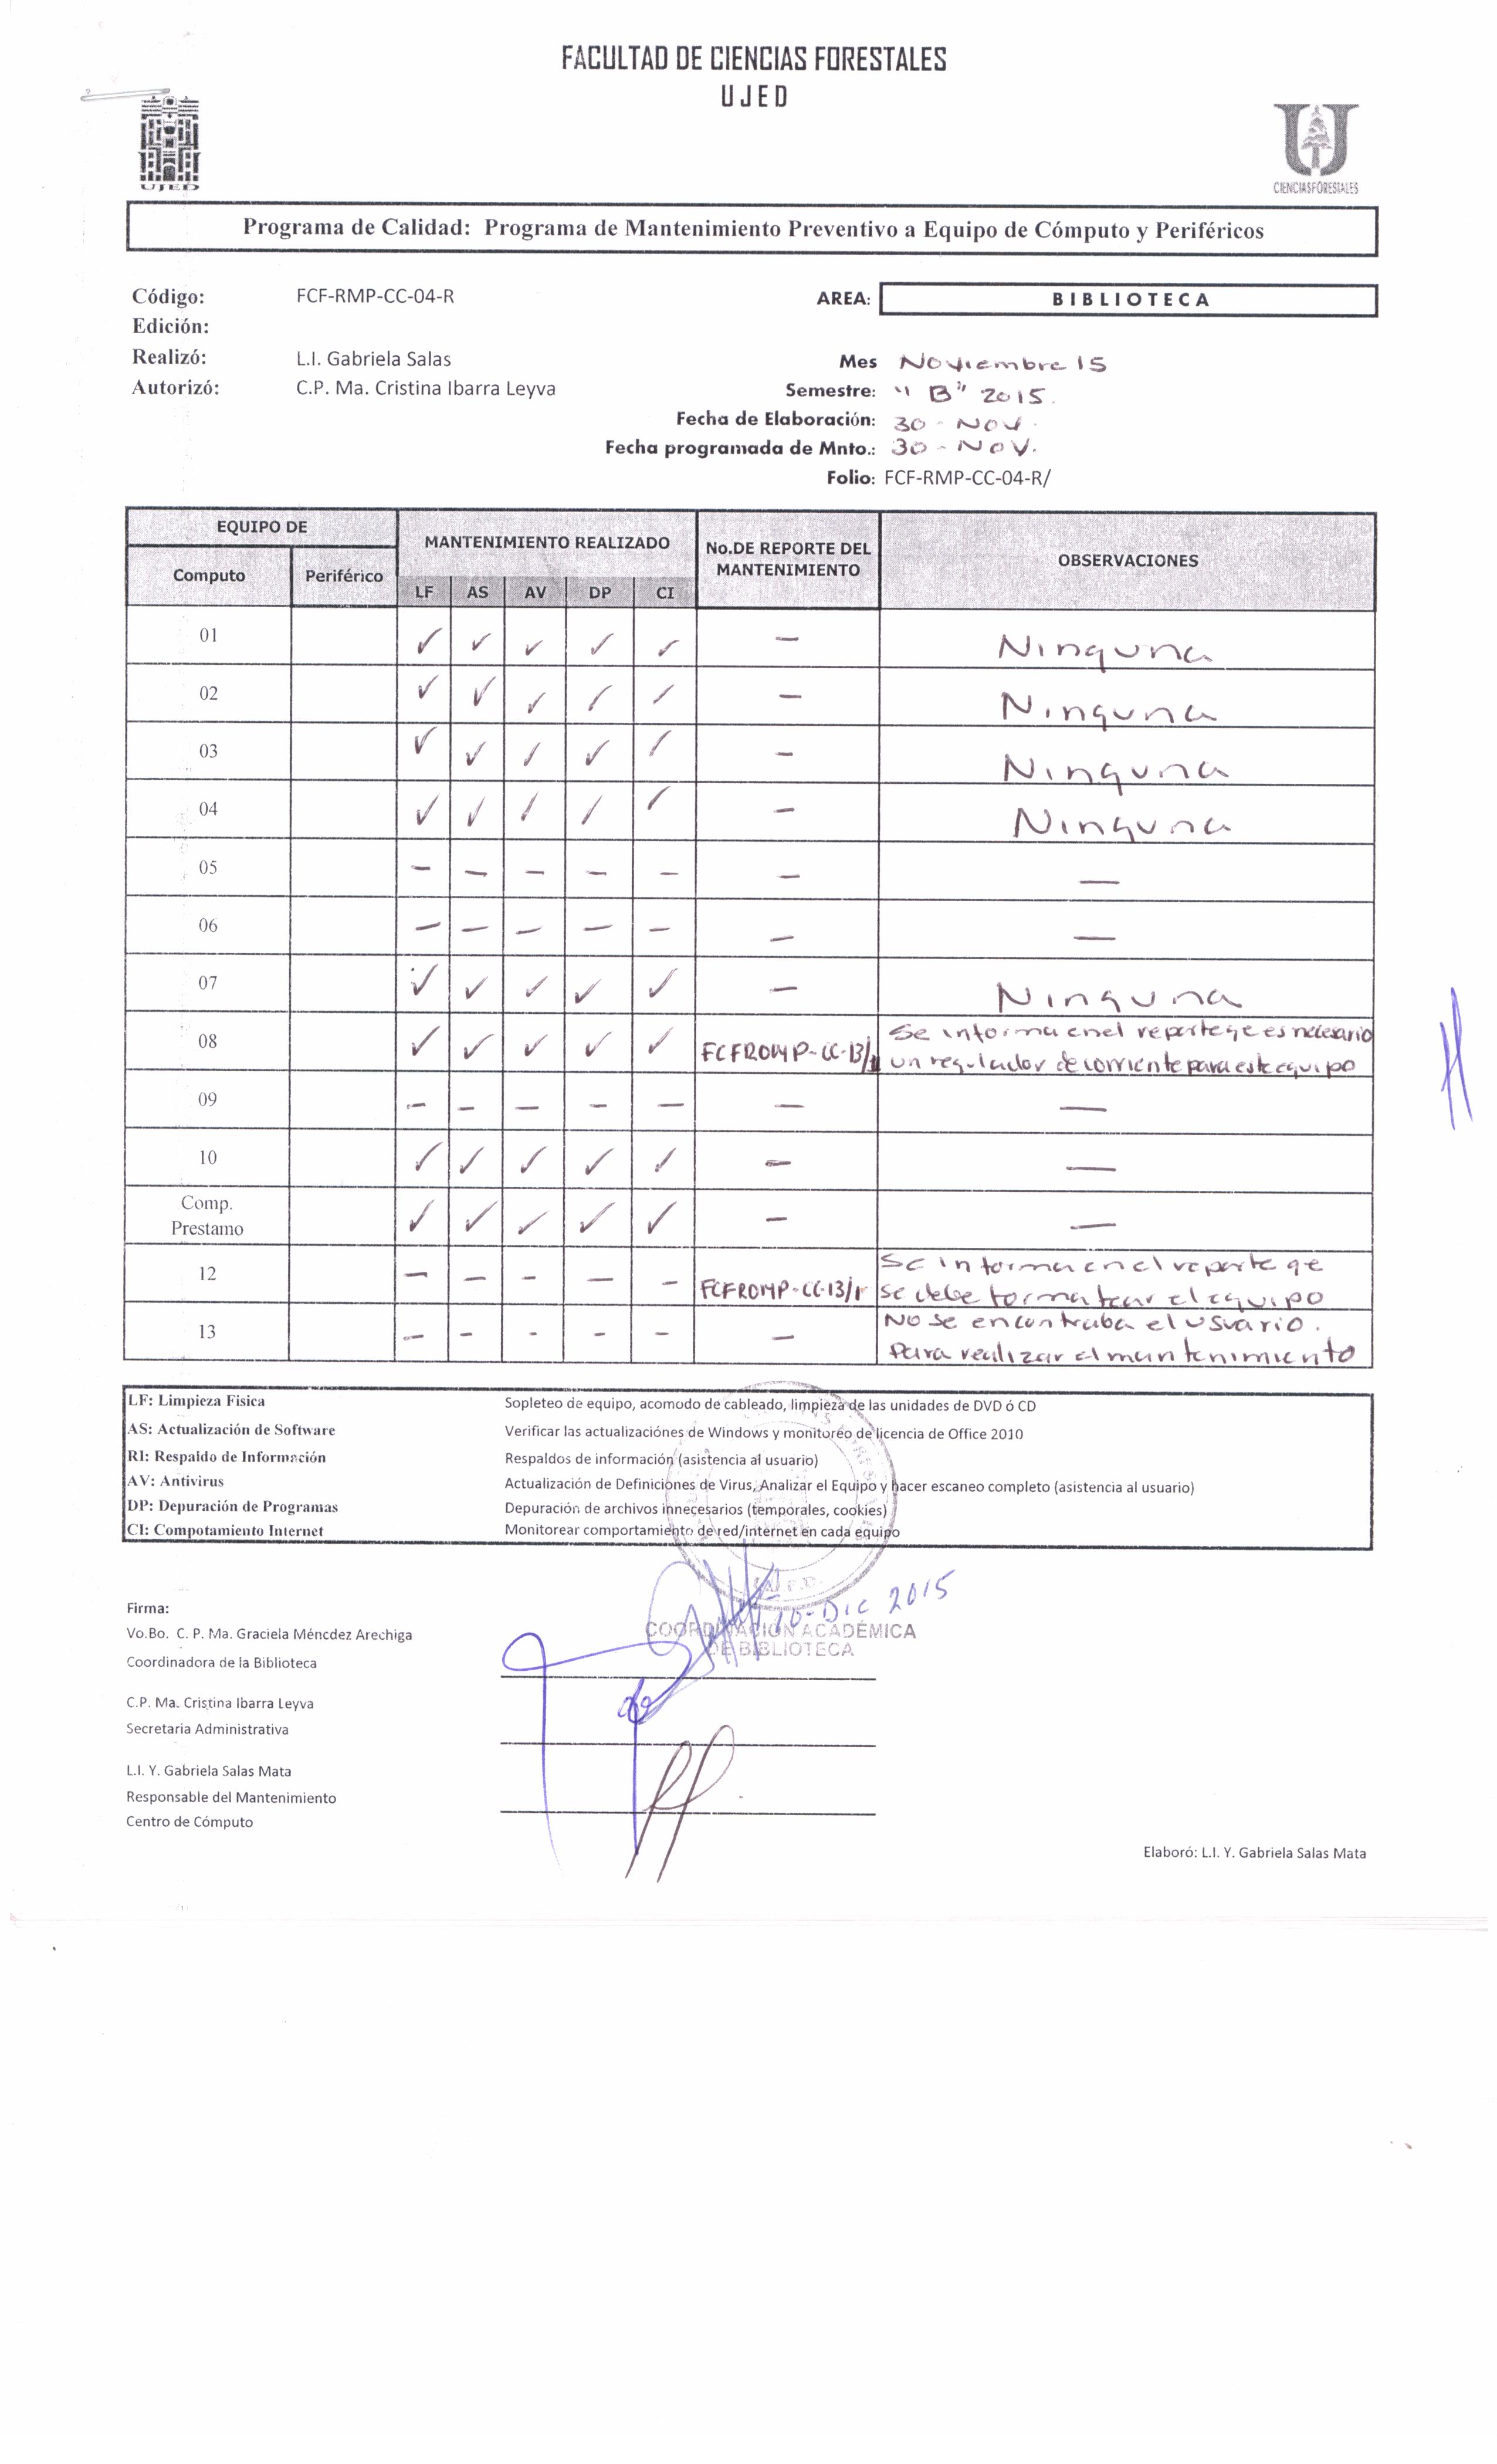 FACULTAD DE CIENCIAS FORESTALES
UJED
UJED
CIENCIASFORESTALES
Programa de Calidad: Programa de Mantenimiento Preventivo a Equipo de Cómputo y Periféricos
Código: FCF-RMP-CC-04-R
AREA: BIBLIOTECA
Edición:
Realizó: L.I. Gabriela Salas
Mes Noviembre 15
Autorizó: C.P. Ma. Cristina Ibarra Leyva
Semestre: "B" 2015.
Fecha de Elaboración: 30-Nov.
Fecha programada de Mnto.: 30-Nov.
Folio: FCF-RMP-CC-04-R/
EQUIPO DE
MANTENIMIENTO REALIZADO
No.DE REPORTE DEL
MANTENIMIENTO
OBSERVACIONES
Computo Periférico
LF AS AV DP CI
01 ✓ ✓ ✓ ✓ ✓ — Ninguna
02 ✓ ✓ ✓ ✓ ✓ — Ninguna
03 ✓ ✓ ✓ ✓ ✓ — Ninguna
04 ✓ ✓ ✓ ✓ ✓ — Ninguna
05 — — — — — — —
06 — — — — — — —
07 ✓ ✓ ✓ ✓ ✓ — Ninguna
08 ✓ ✓ ✓ ✓ ✓ FCFROMP-CC-13/1 Se informa en el reporte qe es necesario
un regulador de corriente para este equipo
09 — — — — — — —
10 ✓ ✓ ✓ ✓ ✓ — —
Comp.
Prestamo ✓ ✓ ✓ ✓ ✓ — —
12 — — — — — FCFROMP-CC-13/1 Se informa en el reporte qe
se debe formatear el equipo
13 — — — — — — No se encontraba el usuario.
Para realizar el mantenimiento
LF: Limpieza Fisica Sopleteo de equipo, acomodo de cableado, limpieza de las unidades de DVD ó CD
AS: Actualización de Software Verificar las actualizaciónes de Windows y monitoreo de licencia de Office 2010
RI: Respaldo de Información Respaldos de información (asistencia al usuario)
AV: Antivirus Actualización de Definiciones de Virus, Analizar el Equipo y hacer escaneo completo (asistencia al usuario)
DP: Depuración de Programas Depuración de archivos innecesarios (temporales, cookies)
CI: Compotamiento Internet Monitorear comportamiento de red/internet en cada equipo
10-Dic 2015
COORDINACION ACADÉMICA
DE BIBLIOTECA
Firma:
Vo.Bo. C. P. Ma. Graciela Méncdez Arechiga
Coordinadora de la Biblioteca
C.P. Ma. Cristina Ibarra Leyva
Secretaria Administrativa
L.I. Y. Gabriela Salas Mata
Responsable del Mantenimiento
Centro de Cómputo
Elaboró: L.I. Y. Gabriela Salas Mata